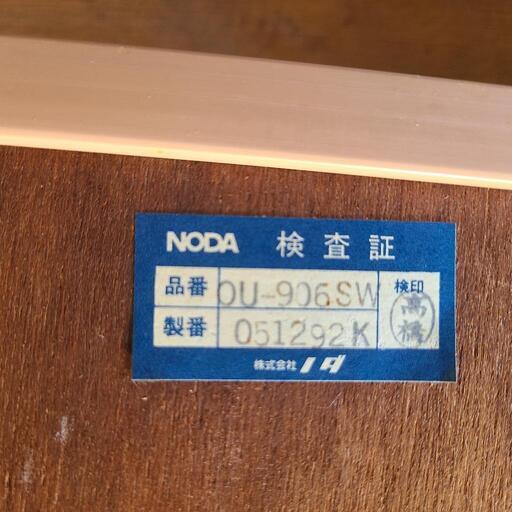 NODA 検査証
品番 OU-906SW 検印
製番 051292K 高橋
株式会社ノダ